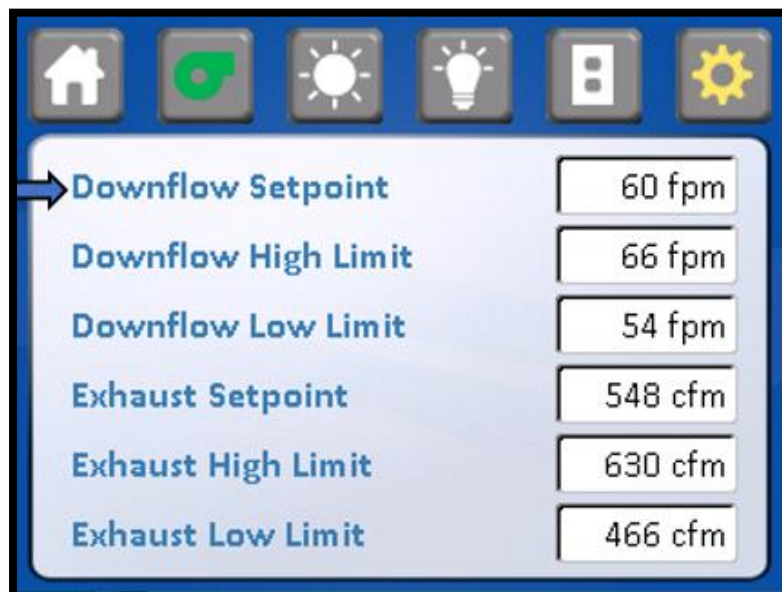 Downflow Setpoint 60 fpm
Downflow High Limit 66 fpm
Downflow Low Limit 54 fpm
Exhaust Setpoint 548 cfm
Exhaust High Limit 630 cfm
Exhaust Low Limit 466 cfm